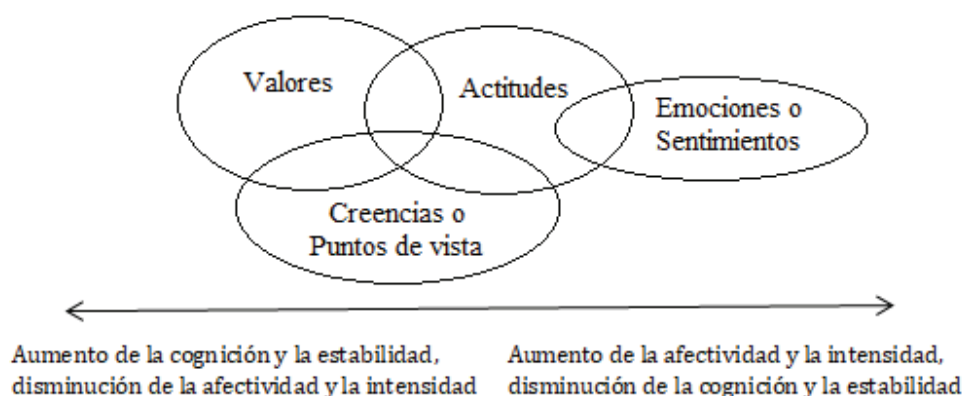 Valores
Actitudes
Emociones o
Sentimientos
Creencias o
Puntos de vista
Aumento de la cognición y la estabilidad,
disminución de la afectividad y la intensidad
Aumento de la afectividad y la intensidad,
disminución de la cognición y la estabilidad